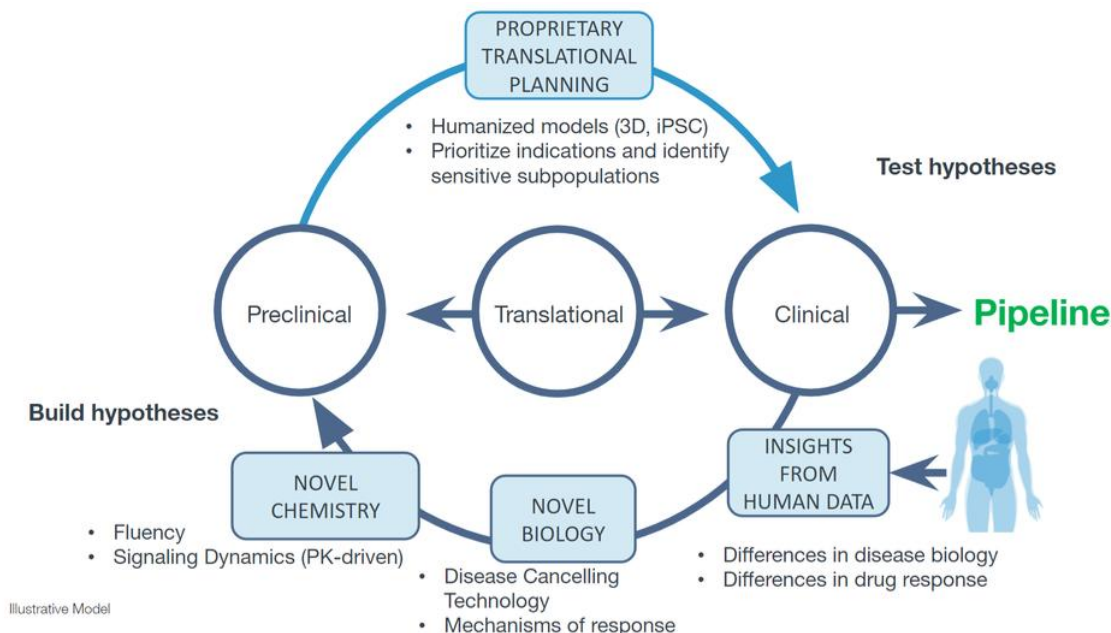 PROPRIETARY
TRANSLATIONAL
PLANNING
• Humanized models (3D, iPSC)
• Prioritize indications and identify
sensitive subpopulations
Test hypotheses
Preclinical
Translational
Clinical
Pipeline
Build hypotheses
NOVEL
CHEMISTRY
• Fluency
• Signaling Dynamics (PK-driven)
NOVEL
BIOLOGY
• Disease Cancelling
Technology
• Mechanisms of response
INSIGHTS
FROM
HUMAN DATA
• Differences in disease biology
• Differences in drug response
Illustrative Model